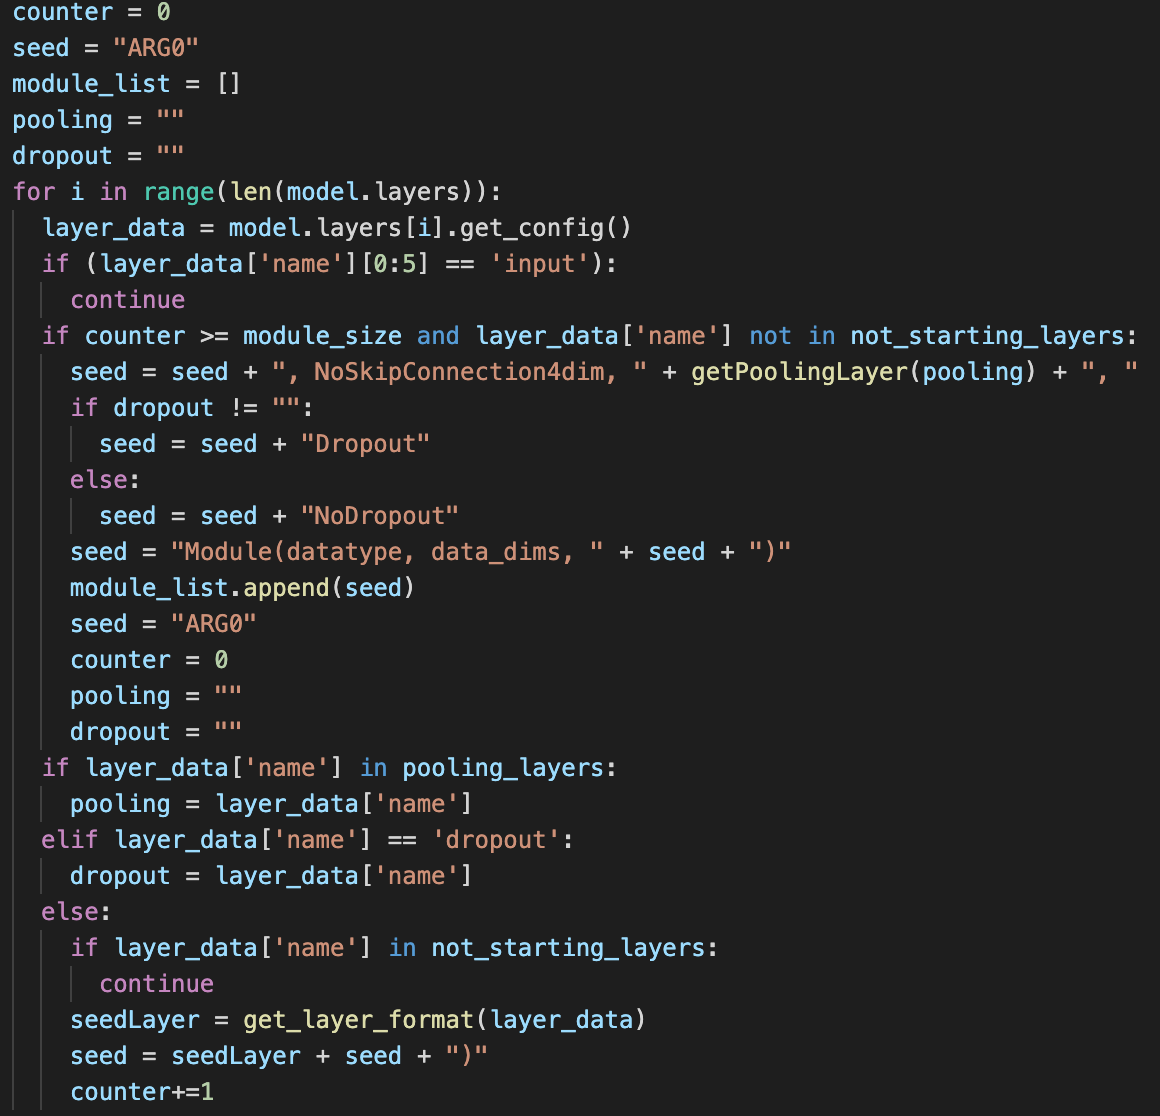 counter = 0
seed = "ARG0"
module_list = []
pooling = ""
dropout = ""
for i in range(len(model.layers)):
  layer_data = model.layers[i].get_config()
  if (layer_data['name'][0:5] == 'input'):
    continue
  if counter >= module_size and layer_data['name'] not in not_starting_layers:
    seed = seed + ", NoSkipConnection4dim, " + getPoolingLayer(pooling) + ", "
    if dropout != "":
      seed = seed + "Dropout"
    else:
      seed = seed + "NoDropout"
    seed = "Module(datatype, data_dims, " + seed + ")"
    module_list.append(seed)
    seed = "ARG0"
    counter = 0
    pooling = ""
    dropout = ""
  if layer_data['name'] in pooling_layers:
    pooling = layer_data['name']
  elif layer_data['name'] == 'dropout':
    dropout = layer_data['name']
  else:
    if layer_data['name'] in not_starting_layers:
      continue
    seedLayer = get_layer_format(layer_data)
    seed = seedLayer + seed + ")"
    counter+=1